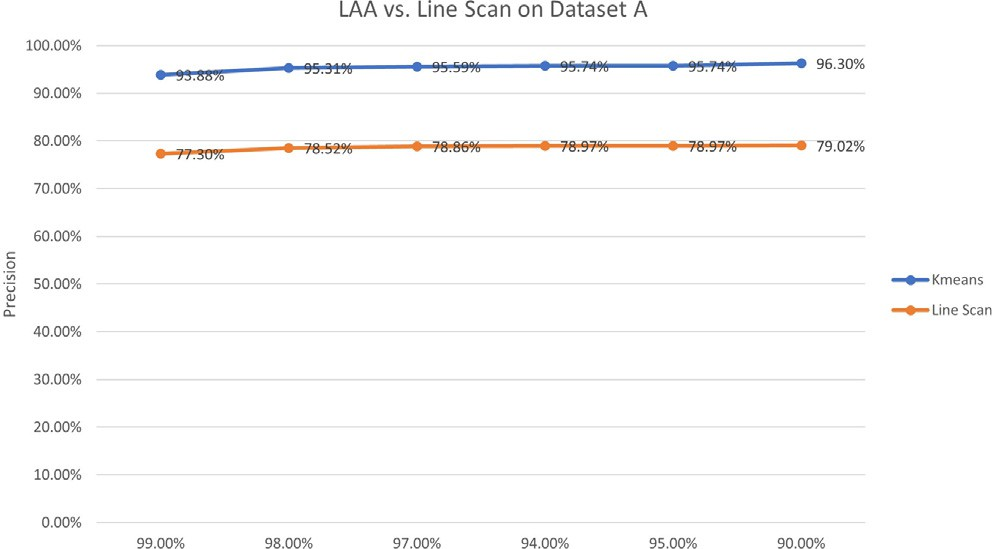 LAA vs. Line Scan on Dataset A
100.00%
90.00%
80.00%
70.00%
60.00%
50.00%
40.00%
30.00%
20.00%
10.00%
0.00%
Precision
93.88% 95.31% 95.59% 95.74% 95.74% 96.30%
77.30% 78.52% 78.86% 78.97% 78.97% 79.02%
Kmeans
Line Scan
99.00% 98.00% 97.00% 94.00% 95.00% 90.00%